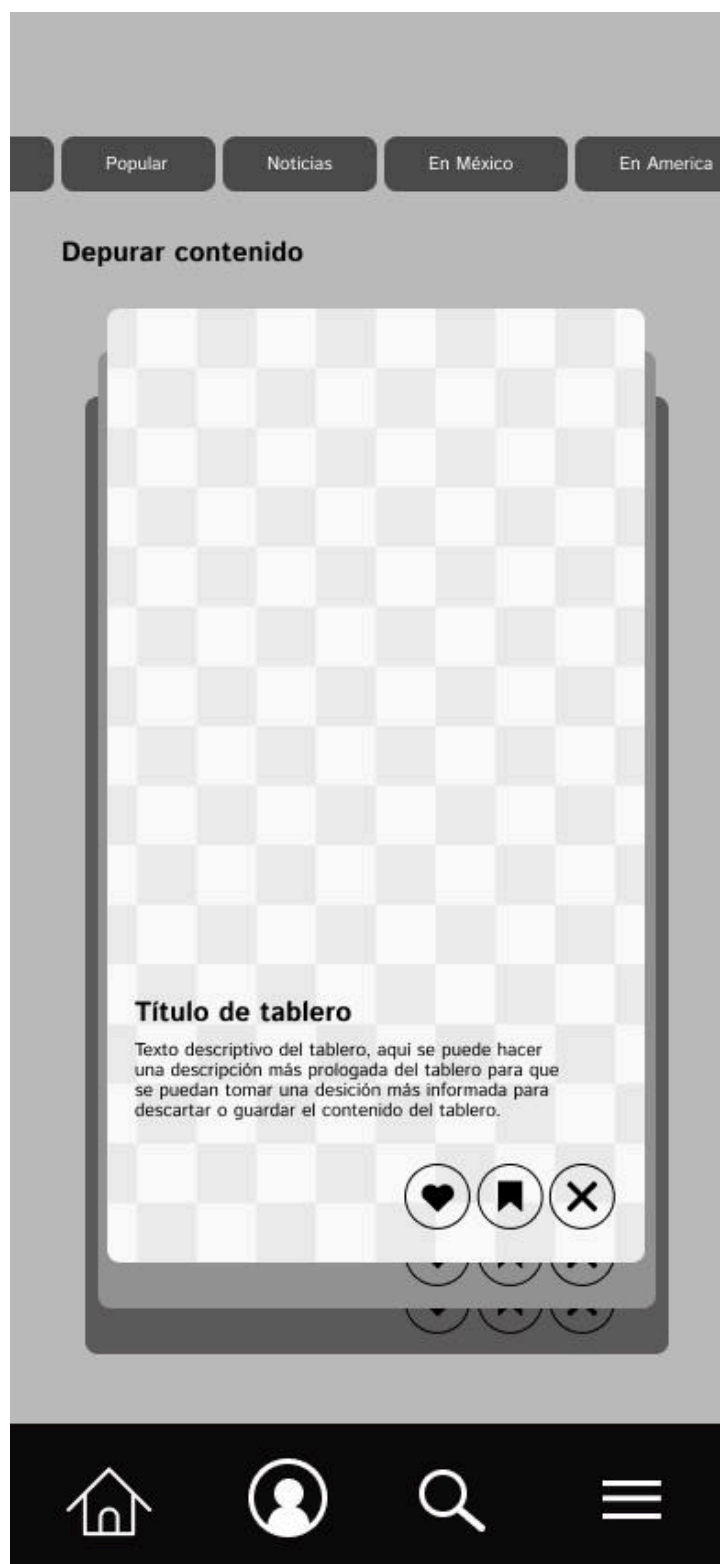 Popular
Noticias
En México
En America
Depurar contenido
Título de tablero
Texto descriptivo del tablero, aquí se puede hacer
una descripción más prologada del tablero para que
se puedan tomar una desición más informada para
descartar o guardar el contenido del tablero.